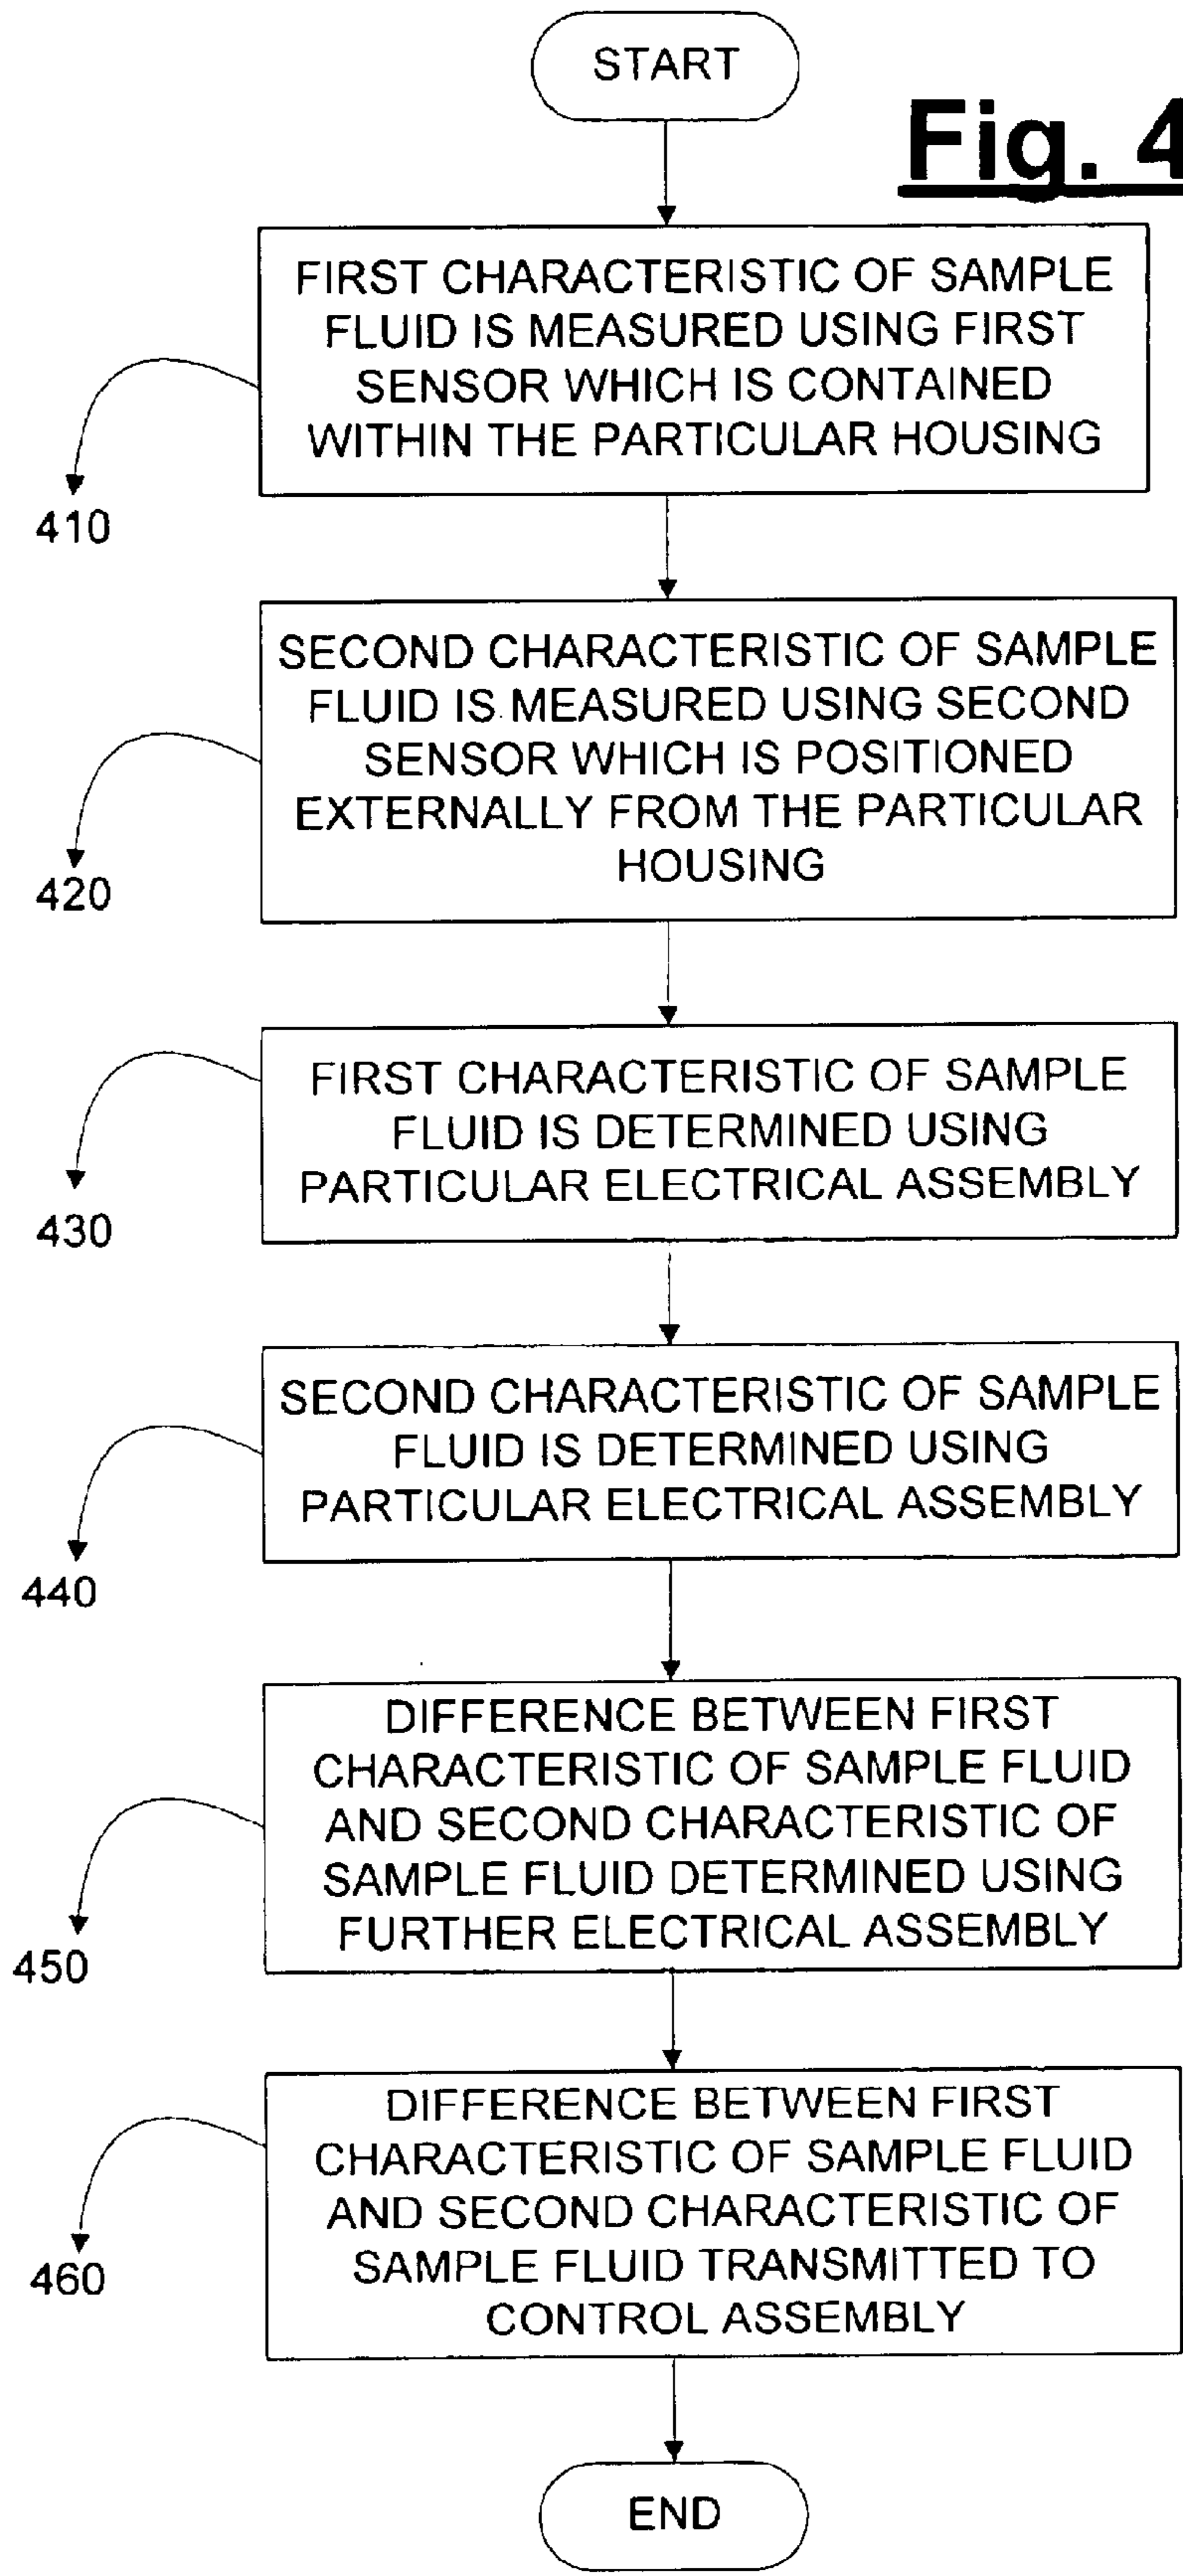 START
Fig. 4
FIRST CHARACTERISTIC OF SAMPLE
FLUID IS MEASURED USING FIRST
SENSOR WHICH IS CONTAINED
WITHIN THE PARTICULAR HOUSING
410
SECOND CHARACTERISTIC OF SAMPLE
FLUID IS MEASURED USING SECOND
SENSOR WHICH IS POSITIONED
EXTERNALLY FROM THE PARTICULAR
HOUSING
420
FIRST CHARACTERISTIC OF SAMPLE
FLUID IS DETERMINED USING
PARTICULAR ELECTRICAL ASSEMBLY
430
SECOND CHARACTERISTIC OF SAMPLE
FLUID IS DETERMINED USING
PARTICULAR ELECTRICAL ASSEMBLY
440
DIFFERENCE BETWEEN FIRST
CHARACTERISTIC OF SAMPLE FLUID
AND SECOND CHARACTERISTIC OF
SAMPLE FLUID DETERMINED USING
FURTHER ELECTRICAL ASSEMBLY
450
DIFFERENCE BETWEEN FIRST
CHARACTERISTIC OF SAMPLE FLUID
AND SECOND CHARACTERISTIC OF
SAMPLE FLUID TRANSMITTED TO
CONTROL ASSEMBLY
460
END